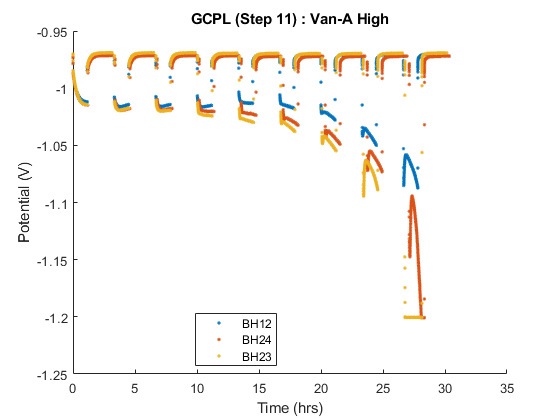 GCPL (Step 11) : Van-A High
-0.95
-1
-1.05
-1.1
-1.15
-1.2
-1.25
Potential (V)
0 5 10 15 20 25 30 35
Time (hrs)
BH12
BH24
BH23